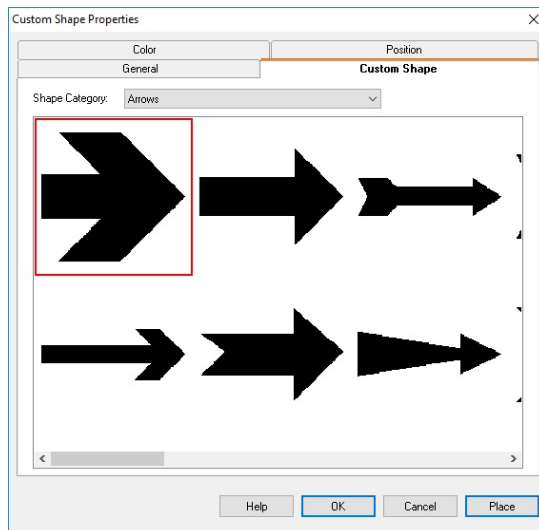 Custom Shape Properties
Color Position
General Custom Shape
Shape Category: Arrows
Help OK Cancel Place